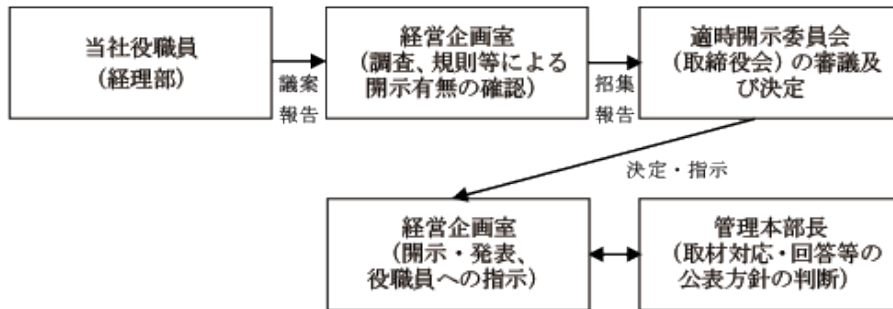 当社役職員
(経理部)
議案
報告
経営企画室
(調査、規則等による
開示有無の確認)
招集
報告
適時開示委員会
(取締役会)の審議及
び決定
決定・指示
経営企画室
(開示・発表、
役職員への指示)
管理本部長
(取材対応・回答等の
公表方針の判断)